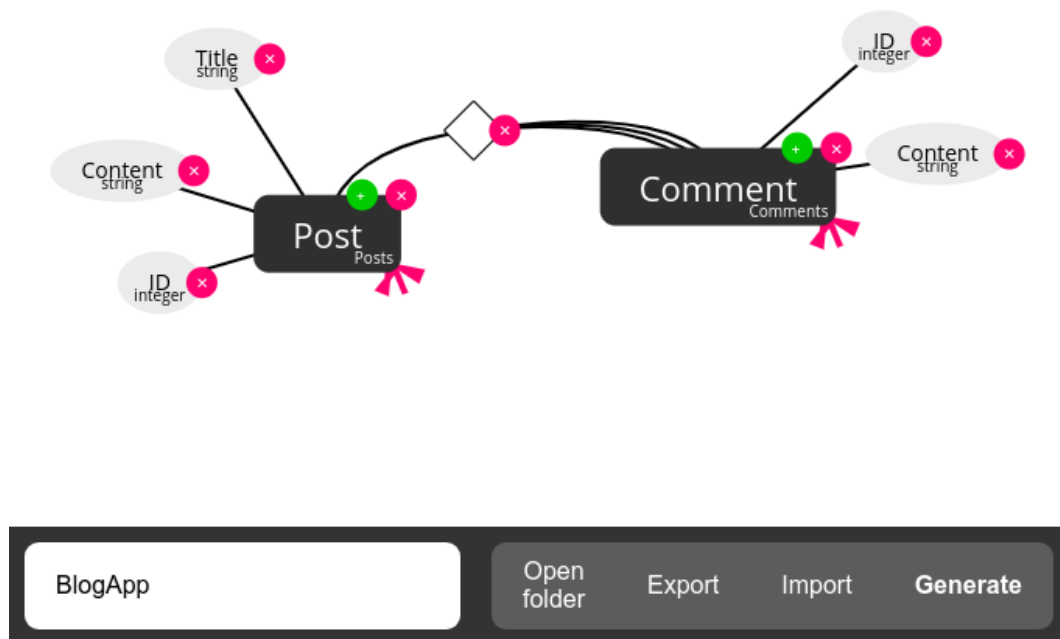 Title
string
ID
integer
Content
string
Content
string
Comment
Comments
Post
Posts
ID
integer
BlogApp
Open
folder
Export
Import
Generate